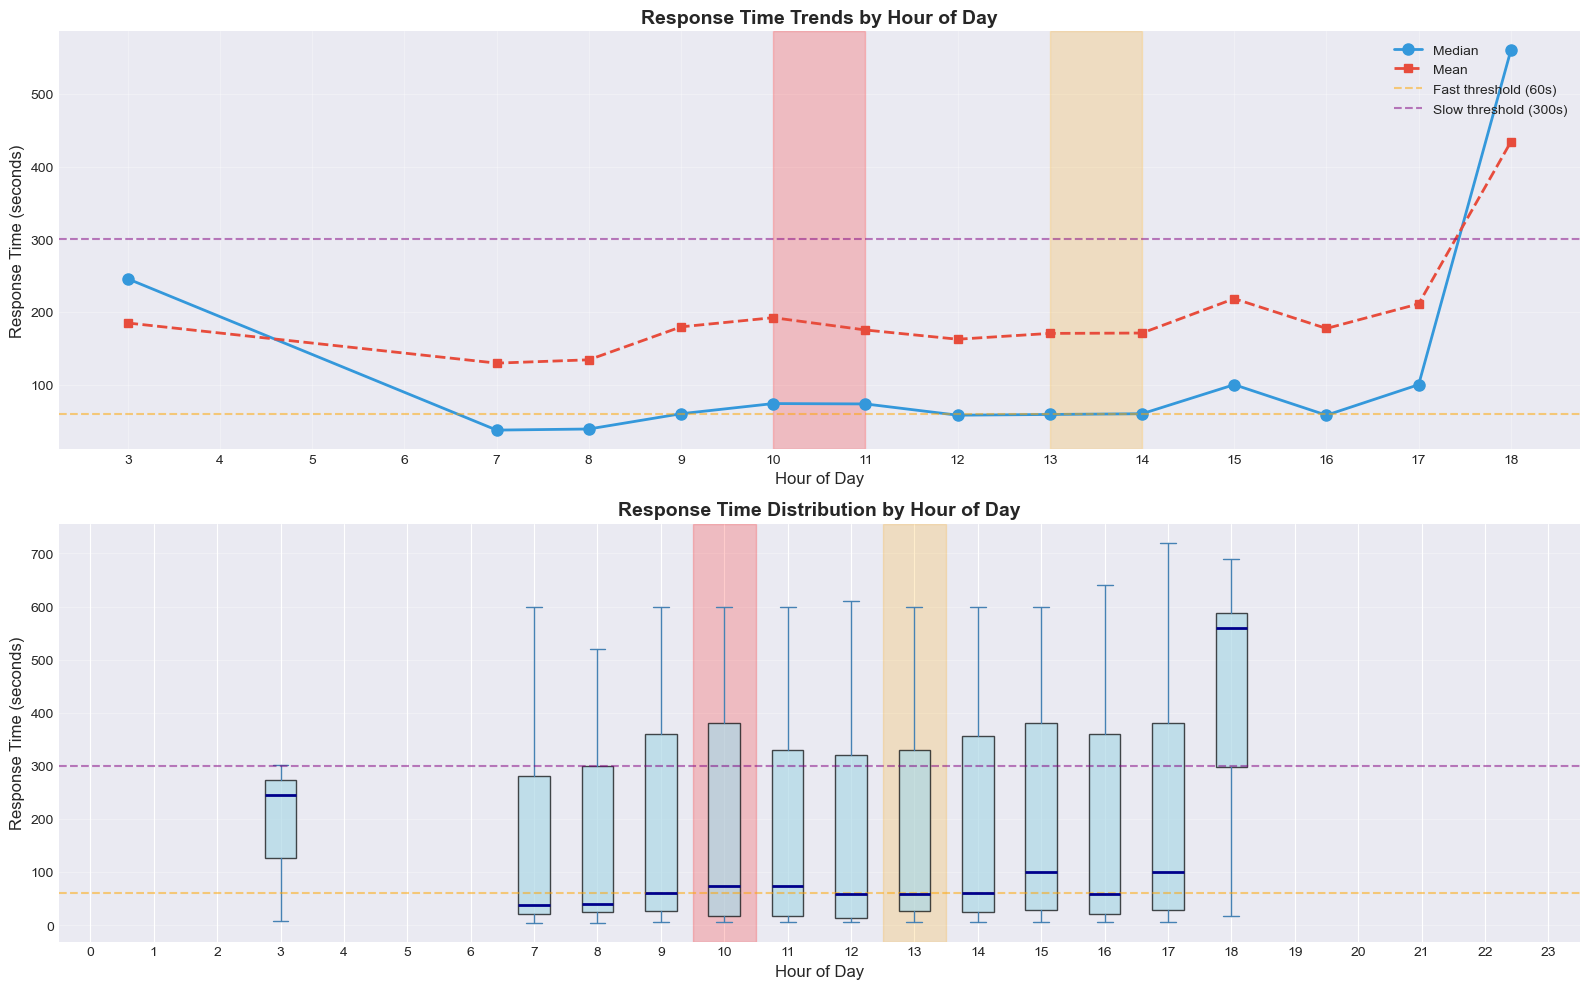 Response Time Trends by Hour of Day
Response Time (seconds)
500
400
300
200
100
Median
Mean
Fast threshold (60s)
Slow threshold (300s)
3 4 5 6 7 8 9 10 11 12 13 14 15 16 17 18
Hour of Day
Response Time Distribution by Hour of Day
Response Time (seconds)
700
600
500
400
300
200
100
0
0 1 2 3 4 5 6 7 8 9 10 11 12 13 14 15 16 17 18 19 20 21 22 23
Hour of Day